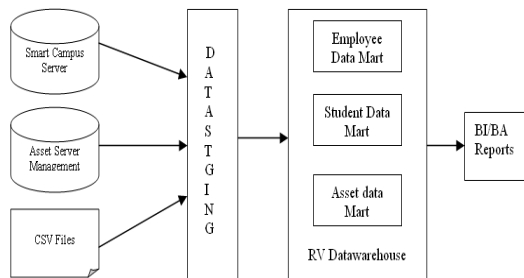 Smart Campus
Server
Asset Server
Management
CSV Files
D
A
T
A
S
T
G
I
N
G
Employee
Data Mart
Student Data
Mart
Asset data
Mart
RV Datawarehouse
BI/BA
Reports